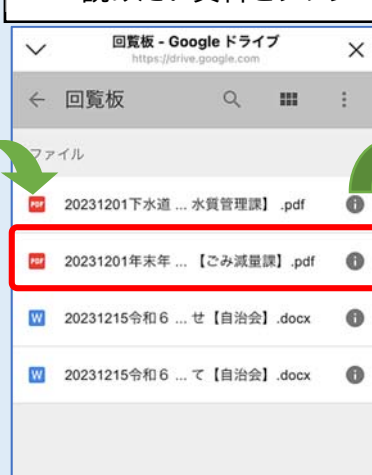 回覧板 - Google ドライブ
https://drive.google.com
回覧板
ファイル
PDF 20231201下水道 ... 水質管理課】 .pdf
PDF 20231201年末年 ... 【ごみ減量課】.pdf
W 20231215令和６ ... せ【自治会】.docx
W 20231215令和６ ... て【自治会】.docx